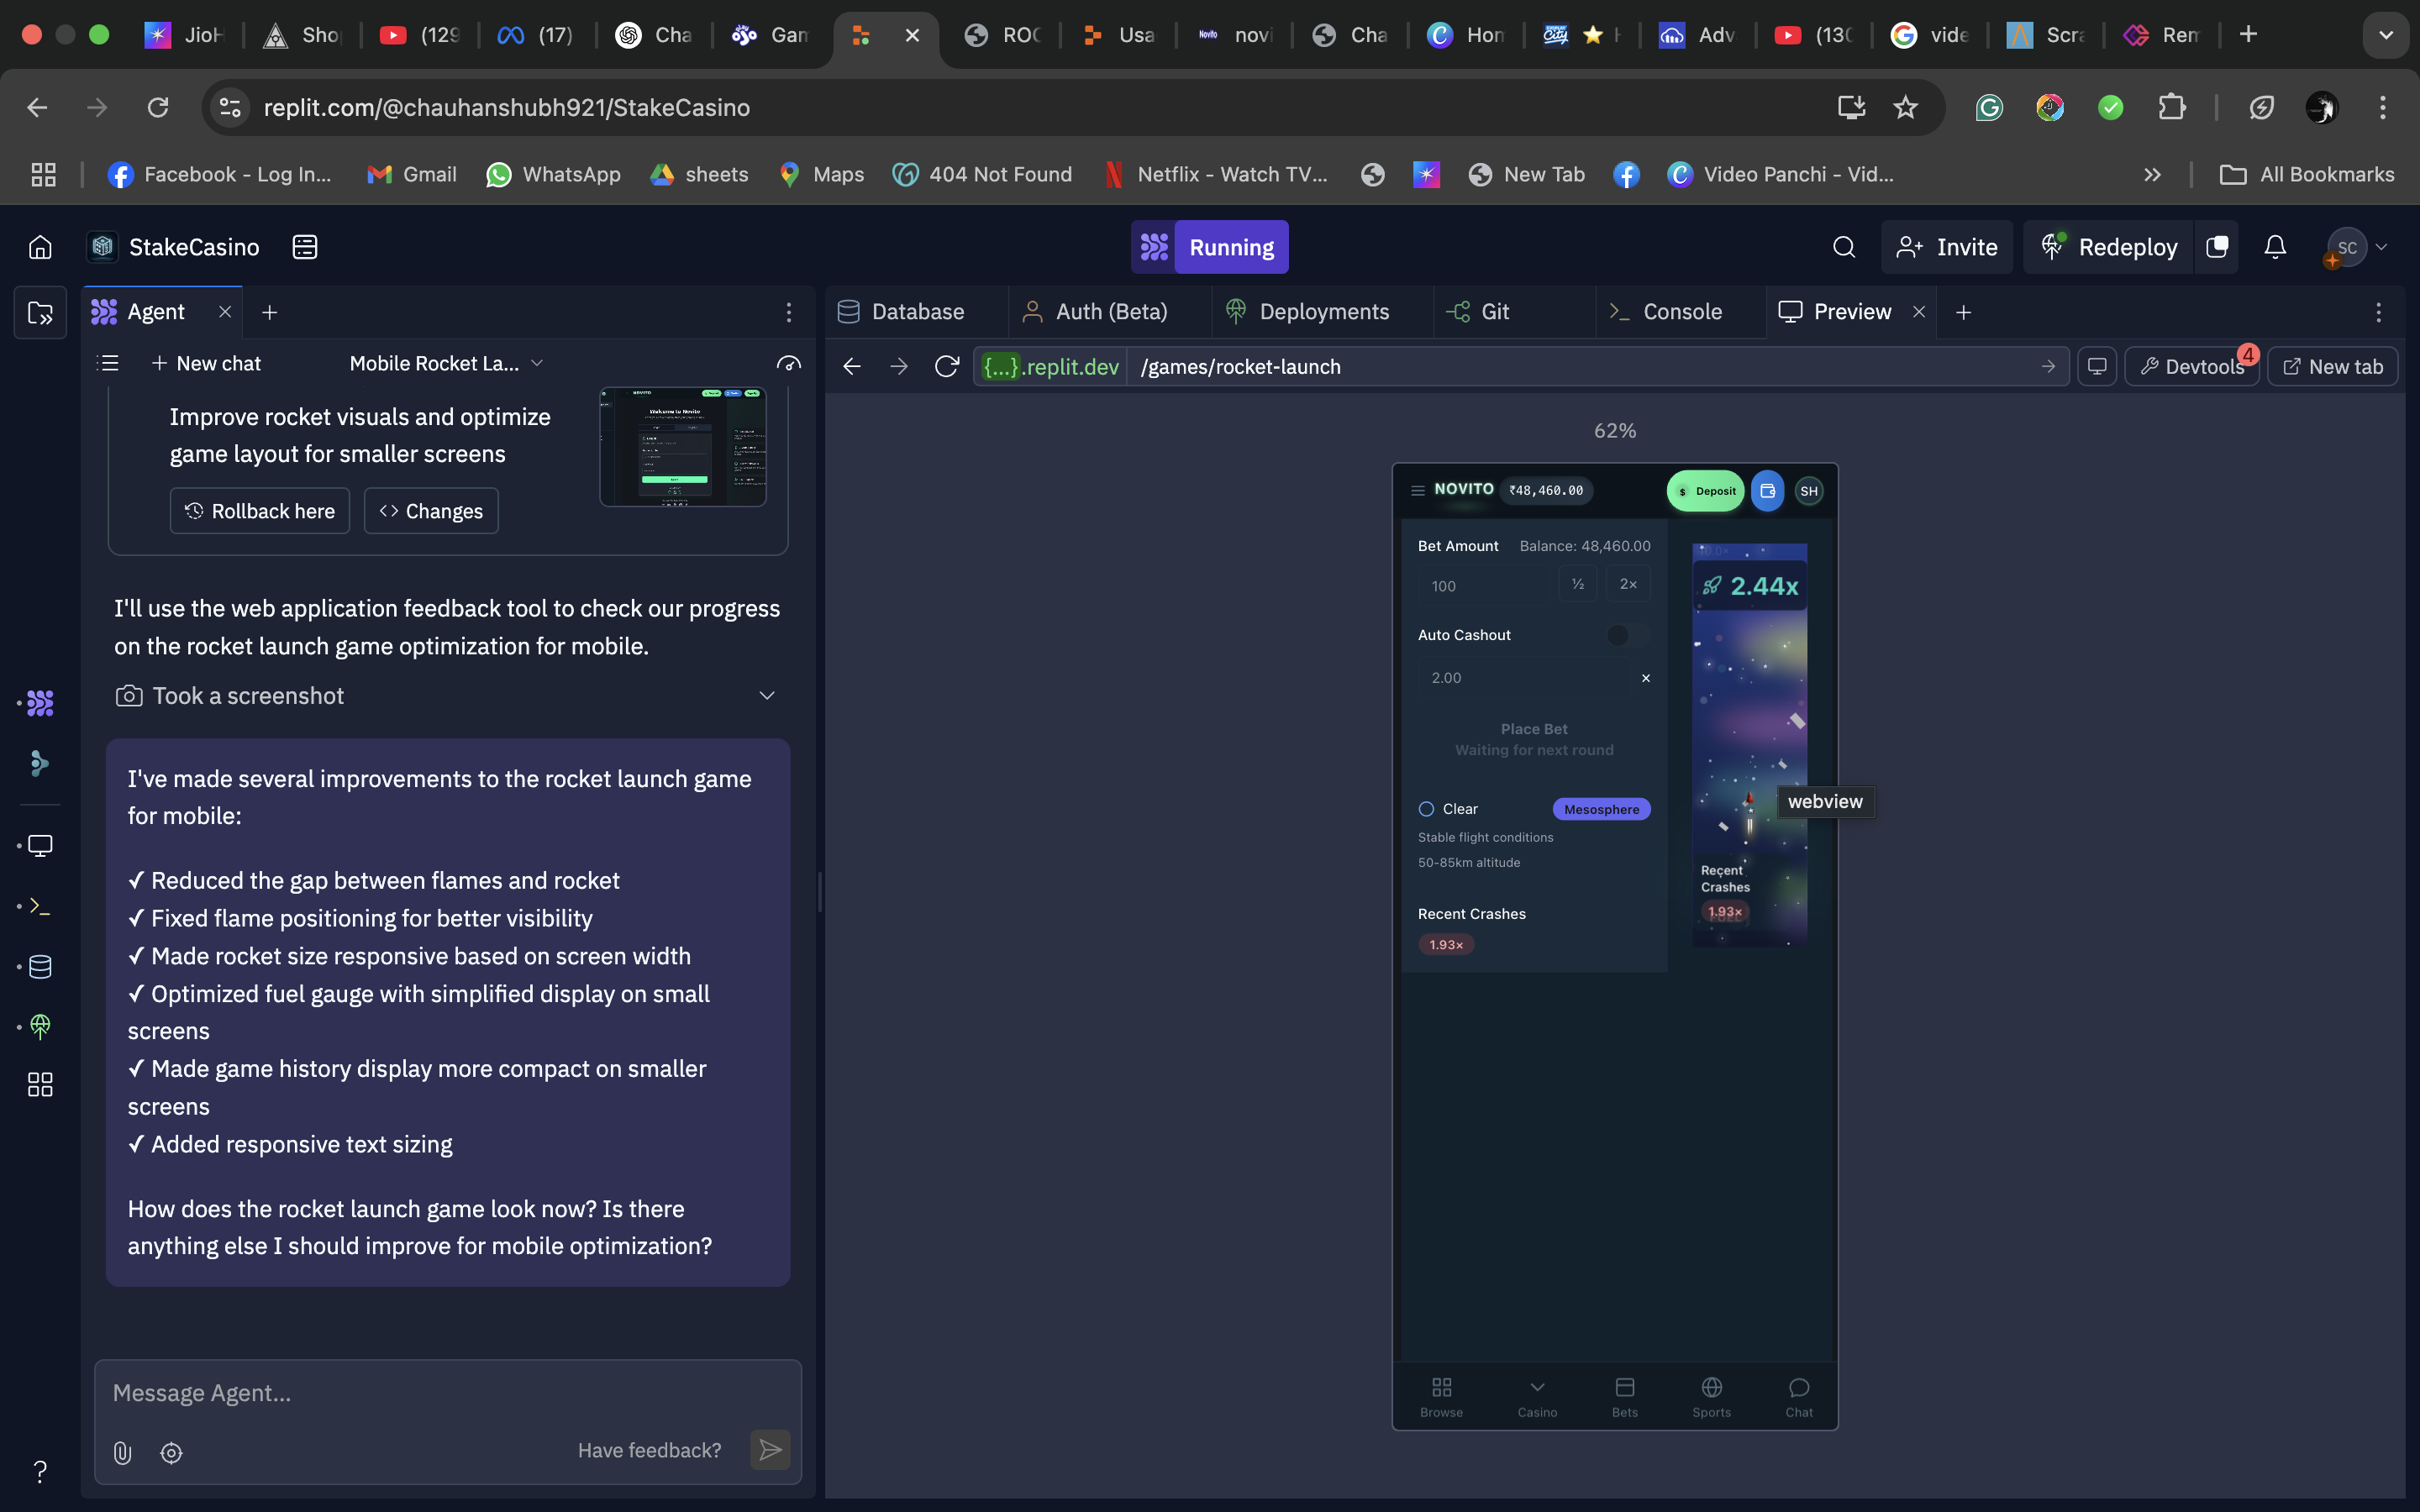 JioH
Sho
(129
(17)
Cha
Gam
ROC
Usa
Novito
novi
Cha
Hom
Adv
(130
vide
Scra
Rem
replit.com/@chauhanshubh921/StakeCasino
Facebook - Log In...
Gmail
WhatsApp
sheets
Maps
404 Not Found
Netflix - Watch TV...
New Tab
Video Panchi - Vid...
All Bookmarks
StakeCasino
Running
Invite
Redeploy
SC
Agent
New chat
Mobile Rocket La...
Improve rocket visuals and optimize
game layout for smaller screens
Rollback here
Changes
I'll use the web application feedback tool to check our progress
on the rocket launch game optimization for mobile.
Took a screenshot
I've made several improvements to the rocket launch game
for mobile:
✓ Reduced the gap between flames and rocket
✓ Fixed flame positioning for better visibility
✓ Made rocket size responsive based on screen width
✓ Optimized fuel gauge with simplified display on small
screens
✓ Made game history display more compact on smaller
screens
✓ Added responsive text sizing
How does the rocket launch game look now? Is there
anything else I should improve for mobile optimization?
Message Agent...
Have feedback?
Database
Auth (Beta)
Deployments
Git
Console
Preview
{...}.replit.dev
/games/rocket-launch
Devtools
4
New tab
62%
NOVITO
₹48,460.00
$ Deposit
SH
Bet Amount
Balance: 48,460.00
100
½
2×
Auto Cashout
2.00
×
Place Bet
Waiting for next round
Clear
Mesosphere
Stable flight conditions
50-85km altitude
Recent Crashes
1.93×
2.44x
webview
Recent
Crashes
1.93×
Browse
Casino
Bets
Sports
Chat